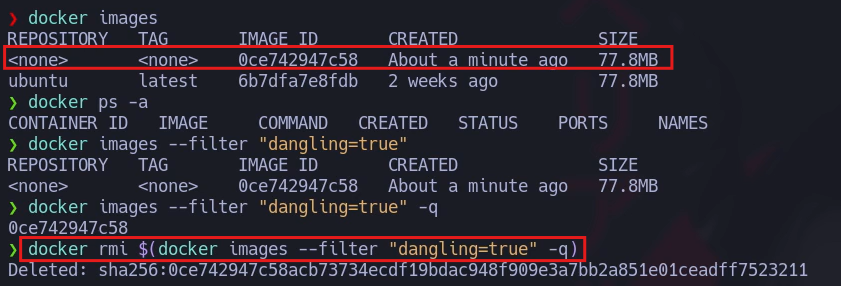 ❯ docker images
REPOSITORY   TAG       IMAGE ID       CREATED              SIZE
<none>       <none>    0ce742947c58   About a minute ago   77.8MB
ubuntu       latest    6b7dfa7e8fdb   2 weeks ago          77.8MB
❯ docker ps -a
CONTAINER ID   IMAGE     COMMAND   CREATED   STATUS    PORTS     NAMES
❯ docker images --filter "dangling=true"
REPOSITORY   TAG       IMAGE ID       CREATED              SIZE
<none>       <none>    0ce742947c58   About a minute ago   77.8MB
❯ docker images --filter "dangling=true" -q
0ce742947c58
❯ docker rmi $(docker images --filter "dangling=true" -q)
Deleted: sha256:0ce742947c58acb73734ecdf19bdac948f909e3a7bb2a851e01ceadff7523211